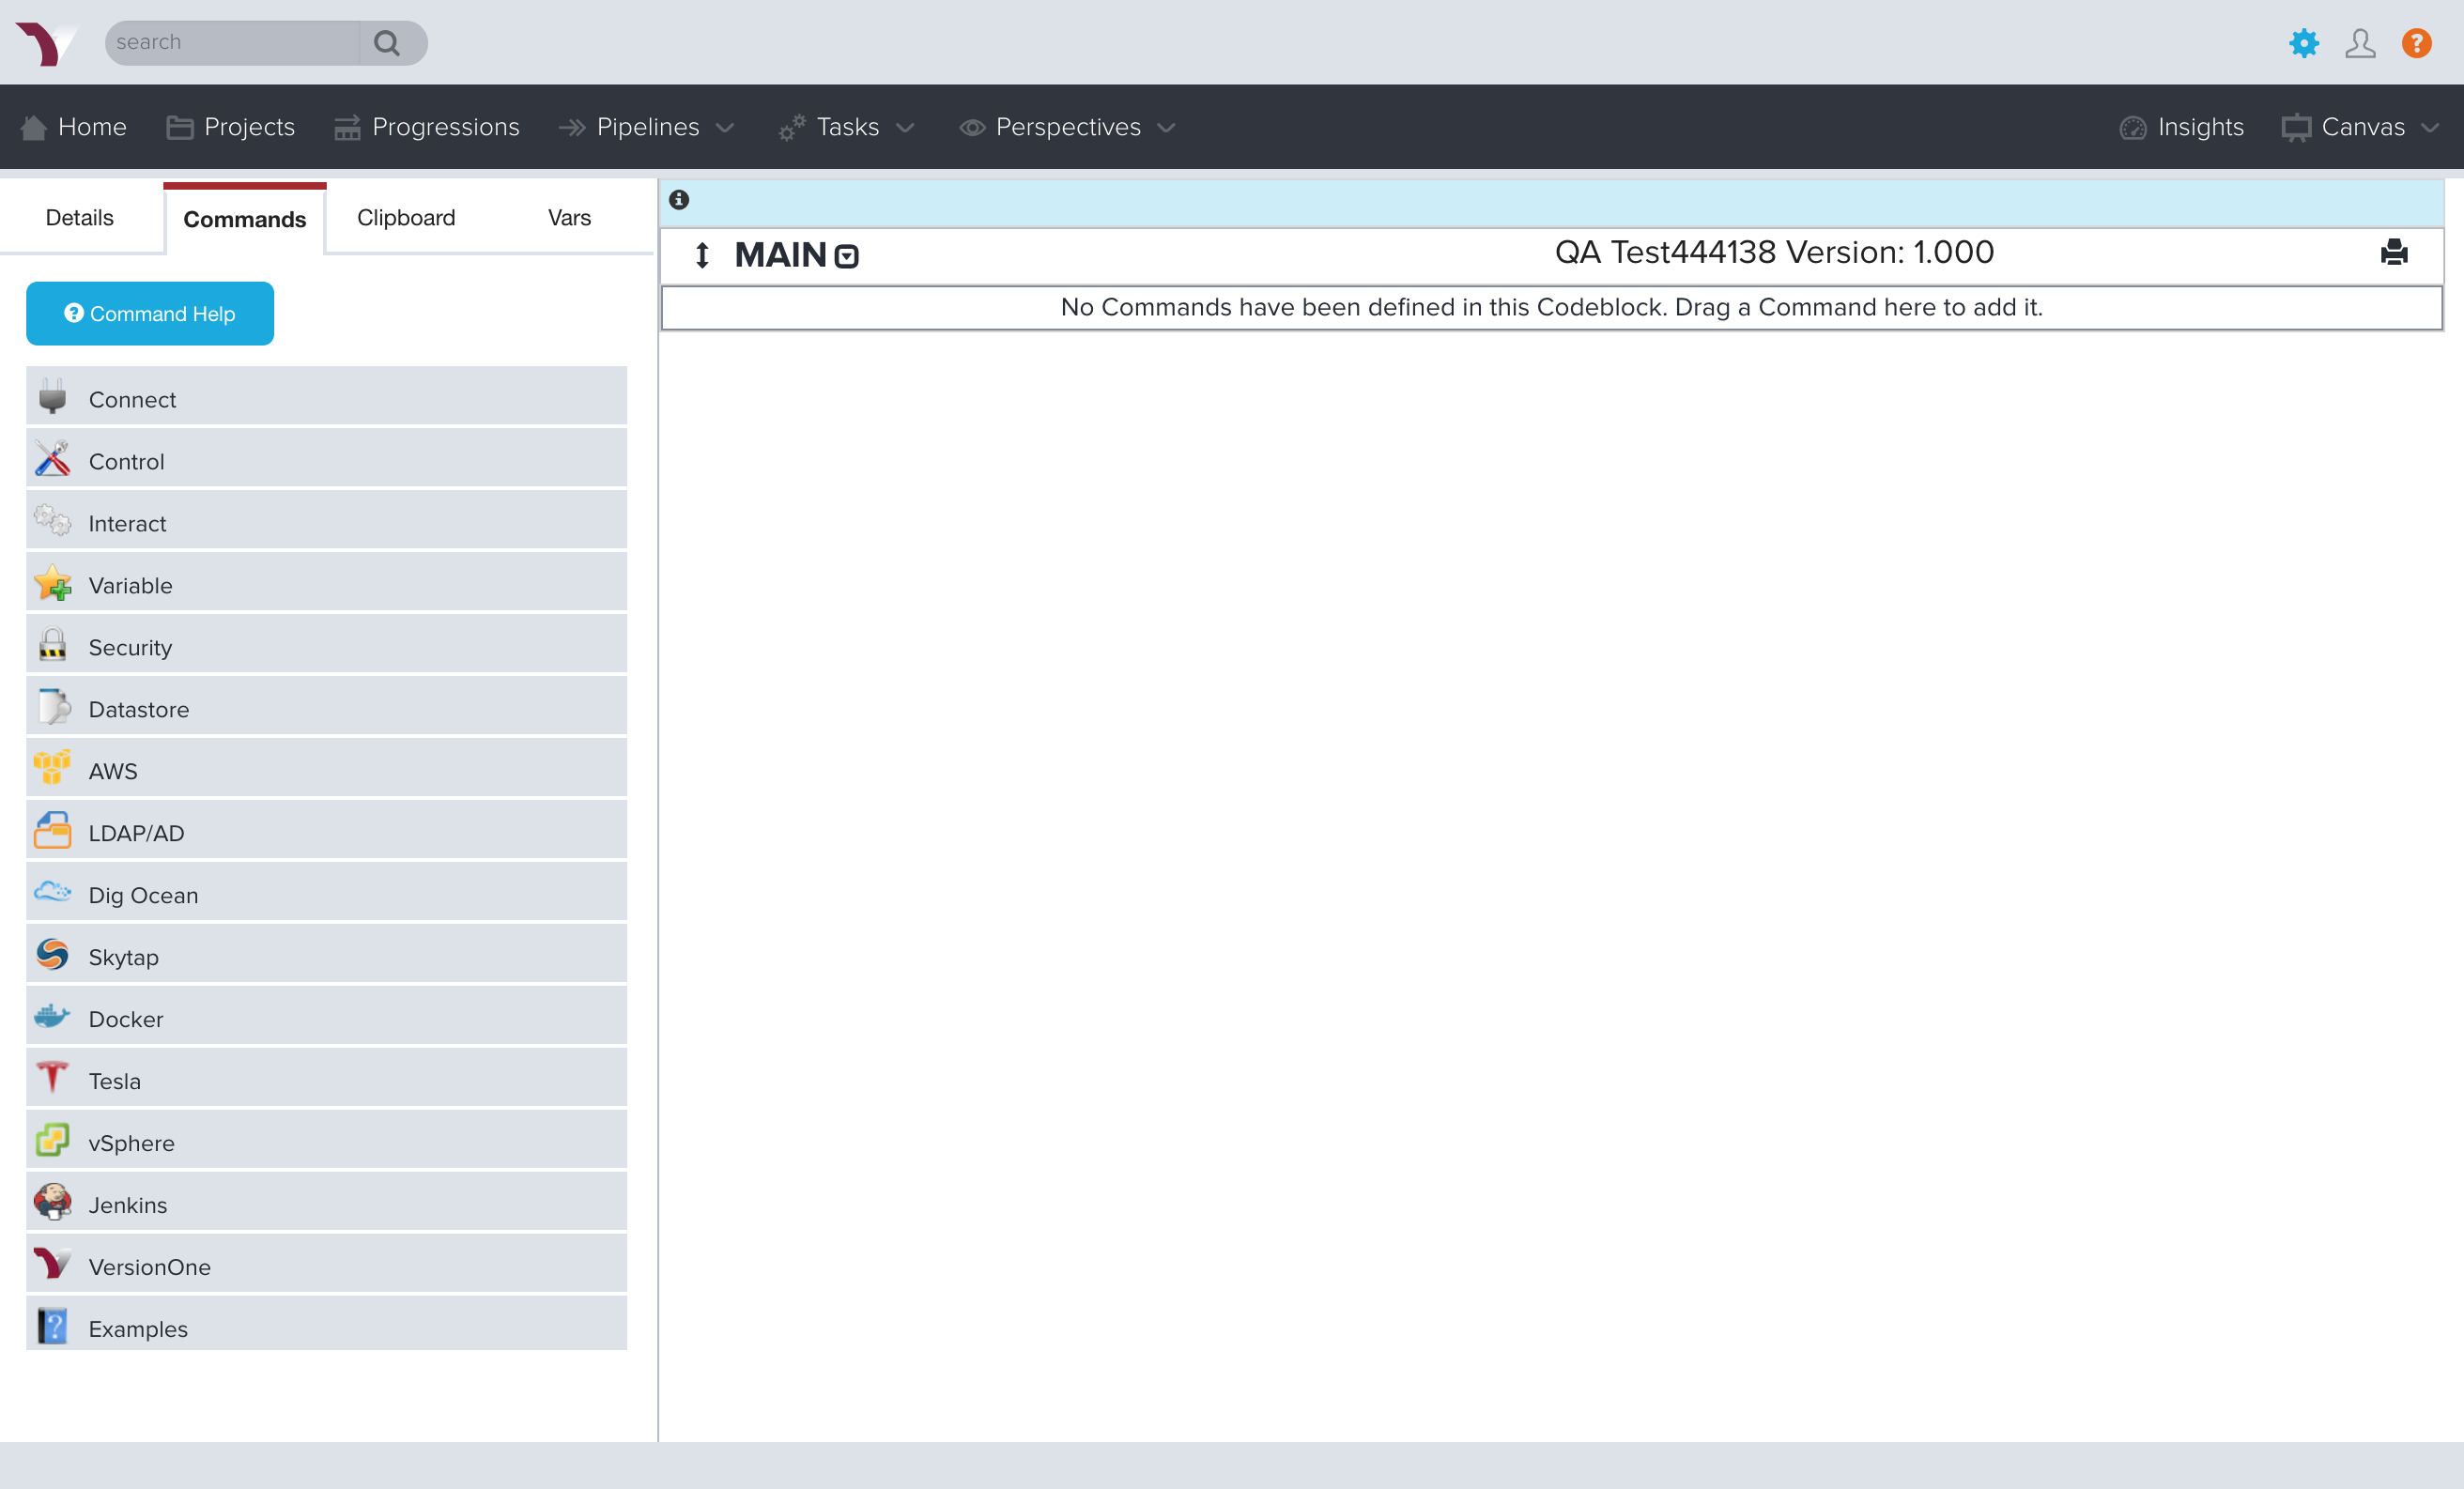 search
Home Projects Progressions Pipelines Tasks Perspectives Insights Canvas
Details Commands Clipboard Vars
Command Help
Connect
Control
Interact
Variable
Security
Datastore
AWS
LDAP/AD
Dig Ocean
Skytap
Docker
Tesla
vSphere
Jenkins
VersionOne
Examples
MAIN QA Test444138 Version: 1.000
No Commands have been defined in this Codeblock. Drag a Command here to add it.